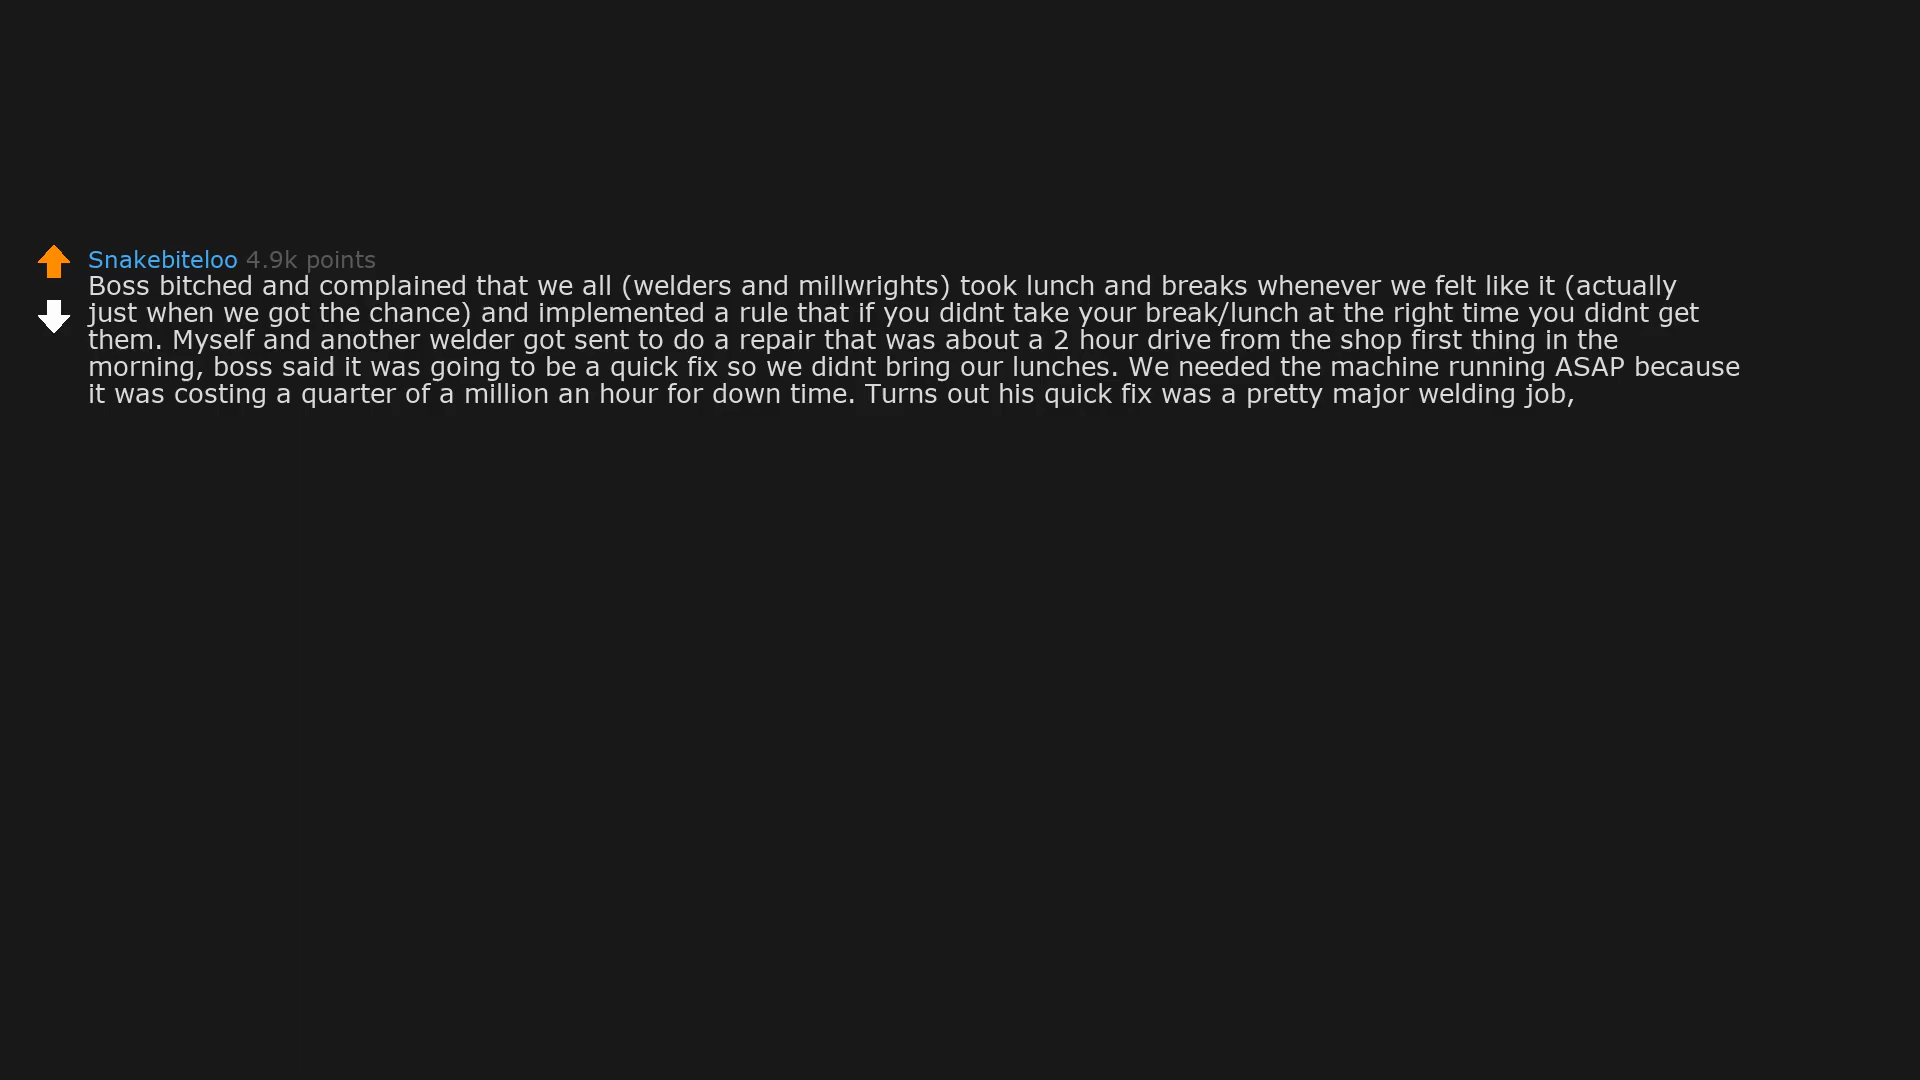 Snakebiteloo 4.9k points
Boss bitched and complained that we all (welders and millwrights) took lunch and breaks whenever we felt like it (actually
just when we got the chance) and implemented a rule that if you didnt take your break/lunch at the right time you didnt get
them. Myself and another welder got sent to do a repair that was about a 2 hour drive from the shop first thing in the
morning, boss said it was going to be a quick fix so we didnt bring our lunches. We needed the machine running ASAP because
it was costing a quarter of a million an hour for down time. Turns out his quick fix was a pretty major welding job,